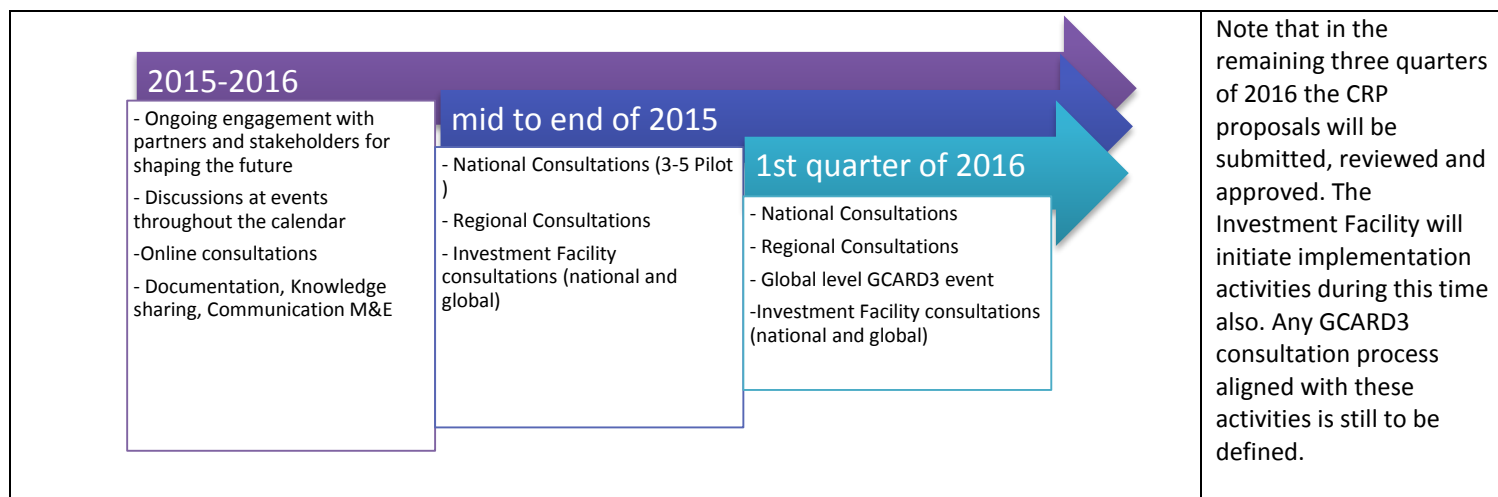 2015-2016
- Ongoing engagement with
partners and stakeholders for
shaping the future
- Discussions at events
throughout the calendar
-Online consultations
- Documentation, Knowledge
sharing, Communication M&E
mid to end of 2015
- National Consultations (3-5 Pilot
)
- Regional Consultations
- Investment Facility
consultations (national and
global)
1st quarter of 2016
- National Consultations
- Regional Consultations
- Global level GCARD3 event
-Investment Facility consultations
(national and global)
Note that in the
remaining three quarters
of 2016 the CRP
proposals will be
submitted, reviewed and
approved. The
Investment Facility will
initiate implementation
activities during this time
also. Any GCARD3
consultation process
aligned with these
activities is still to be
defined.